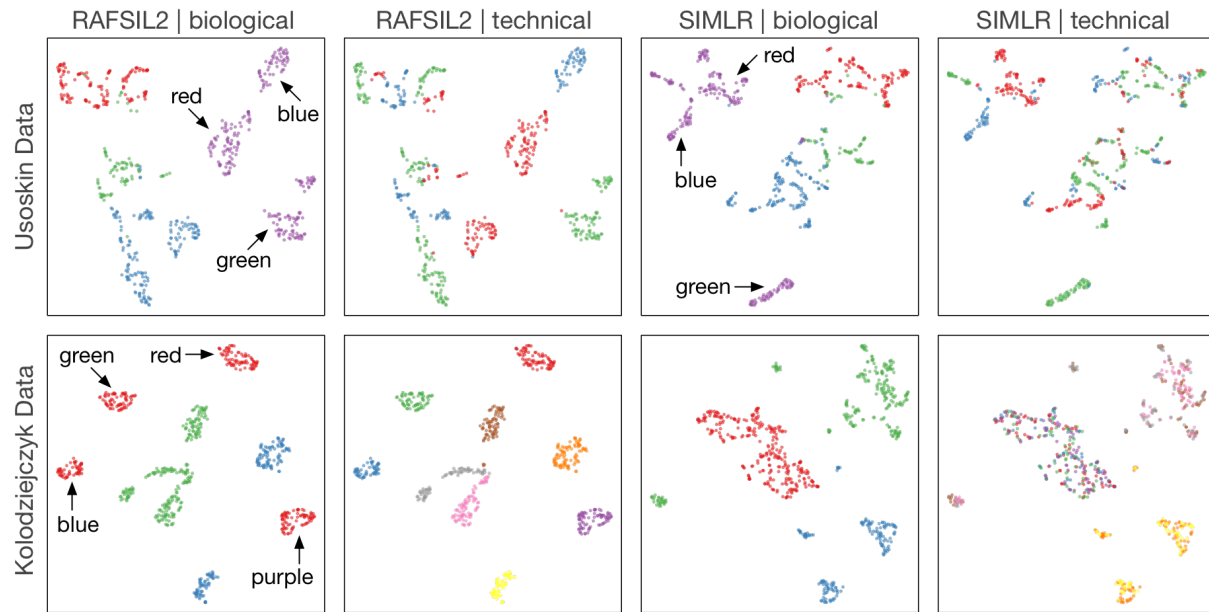 RAFSIL2 | biological
RAFSIL2 | technical
SIMLR | biological
SIMLR | technical
Usoskin Data
red
blue
green
red
blue
green
Kolodziejczyk Data
green
red
blue
purple